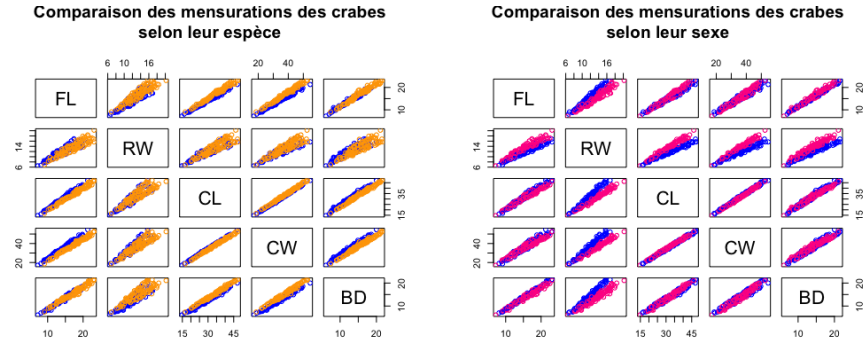 Comparaison des mensurations des crabes
selon leur espèce
6 10 16
20 40
FL
10 20
6 14
RW
CL
15 35
20 40
CW
BD
10 20
10 20
15 30 45
10 20
Comparaison des mensurations des crabes
selon leur sexe
6 10 16
20 40
FL
10 20
6 14
RW
CL
15 35
20 40
CW
BD
10 20
10 20
15 30 45
10 20